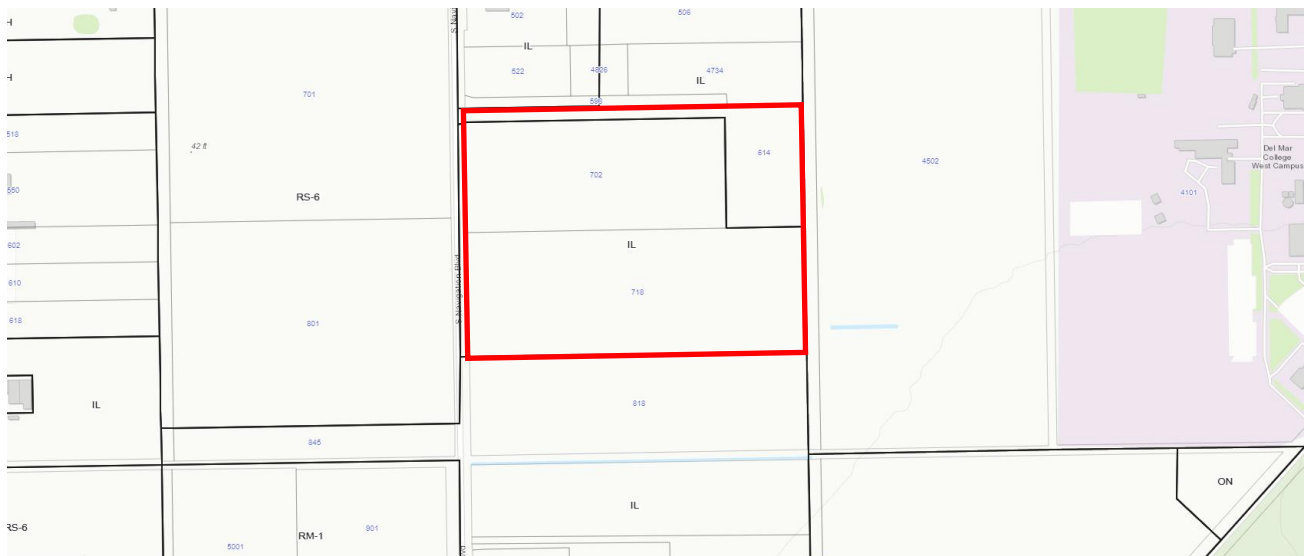 H
H
518
550
602
610
618
IL
RS-6
701
42 ft
RS-6
801
845
5001
RM-1
901
S Navigation Blvd
502
506
IL
522
4826
4734
IL
598
702
614
IL
718
818
IL
4502
4101
Del Mar
College
West Campus
ON